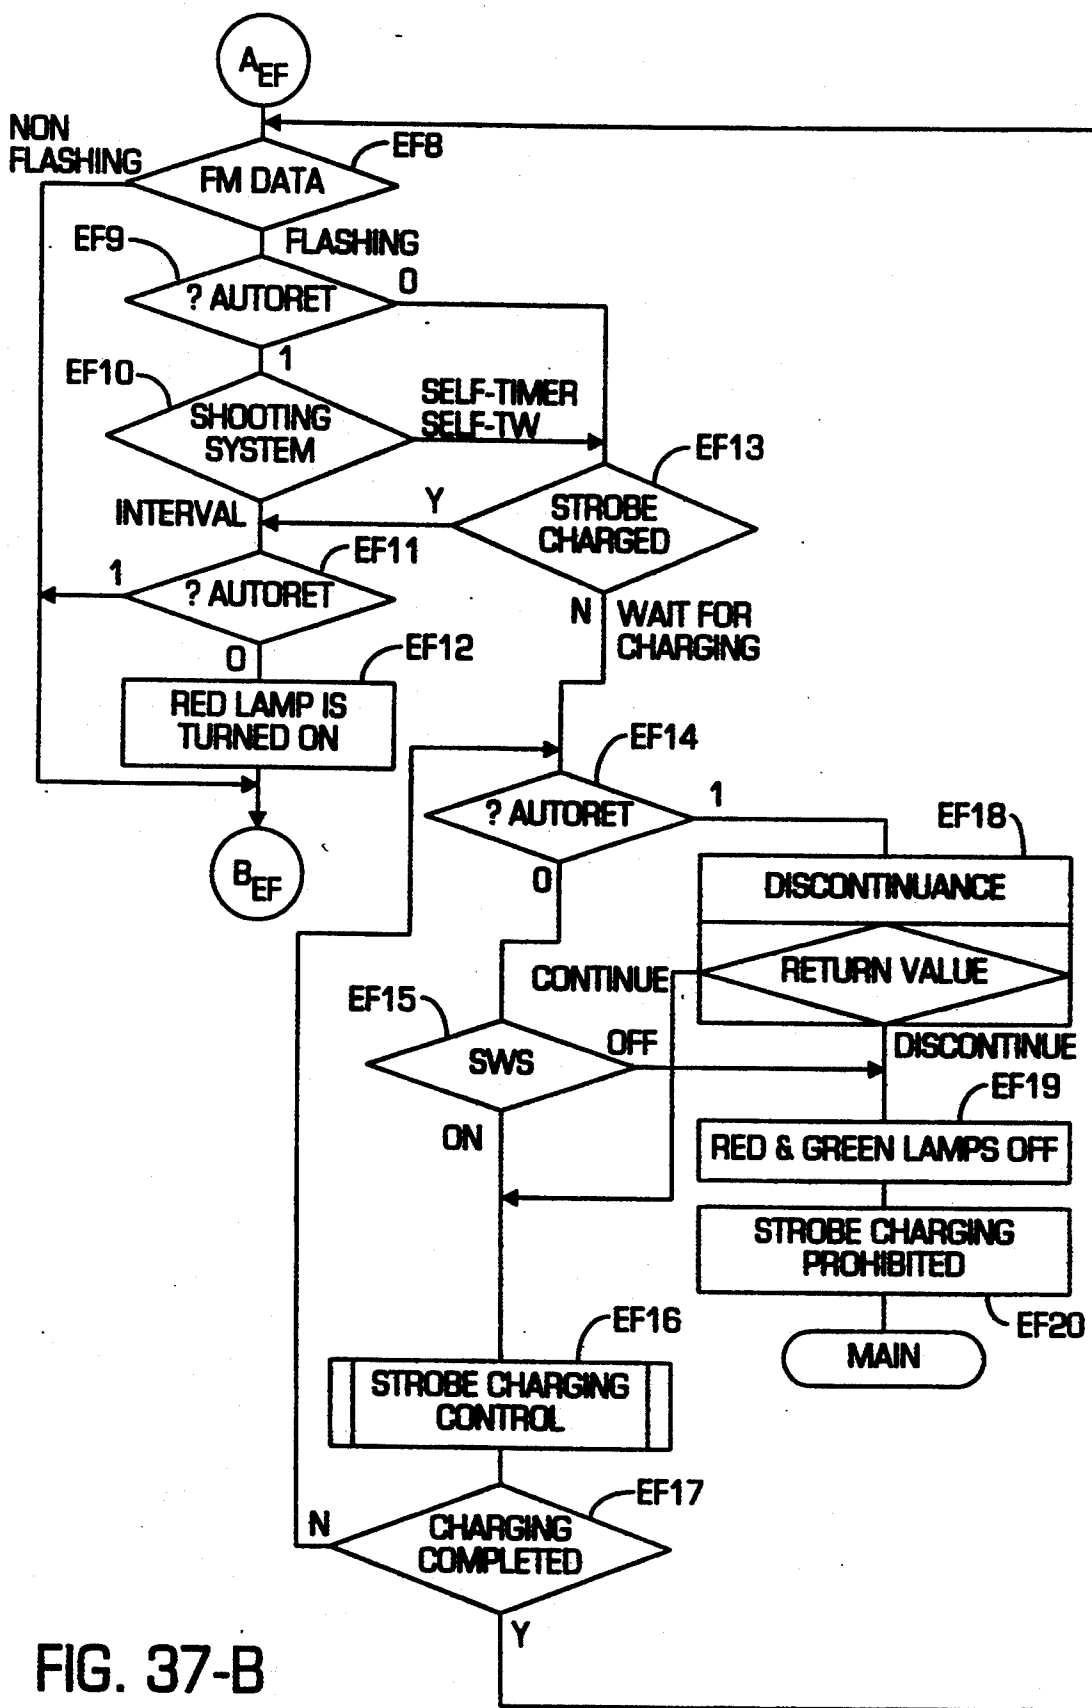 AEF
NON
FLASHING
EF8
FM DATA
EF9
FLASHING
0
? AUTORET
1
EF10
SHOOTING
SYSTEM
SELF-TIMER
SELF-TW
EF13
INTERVAL
Y
STROBE
CHARGED
EF11
1
? AUTORET
N
WAIT FOR
CHARGING
0
EF12
RED LAMP IS
TURNED ON
EF14
? AUTORET
1
EF18
BEF
0
DISCONTINUANCE
CONTINUE
RETURN VALUE
EF15
SWS
OFF
DISCONTINUE
EF19
ON
RED & GREEN LAMPS OFF
STROBE CHARGING
PROHIBITED
EF16
EF20
MAIN
STROBE CHARGING
CONTROL
EF17
N
CHARGING
COMPLETED
Y
FIG. 37-B